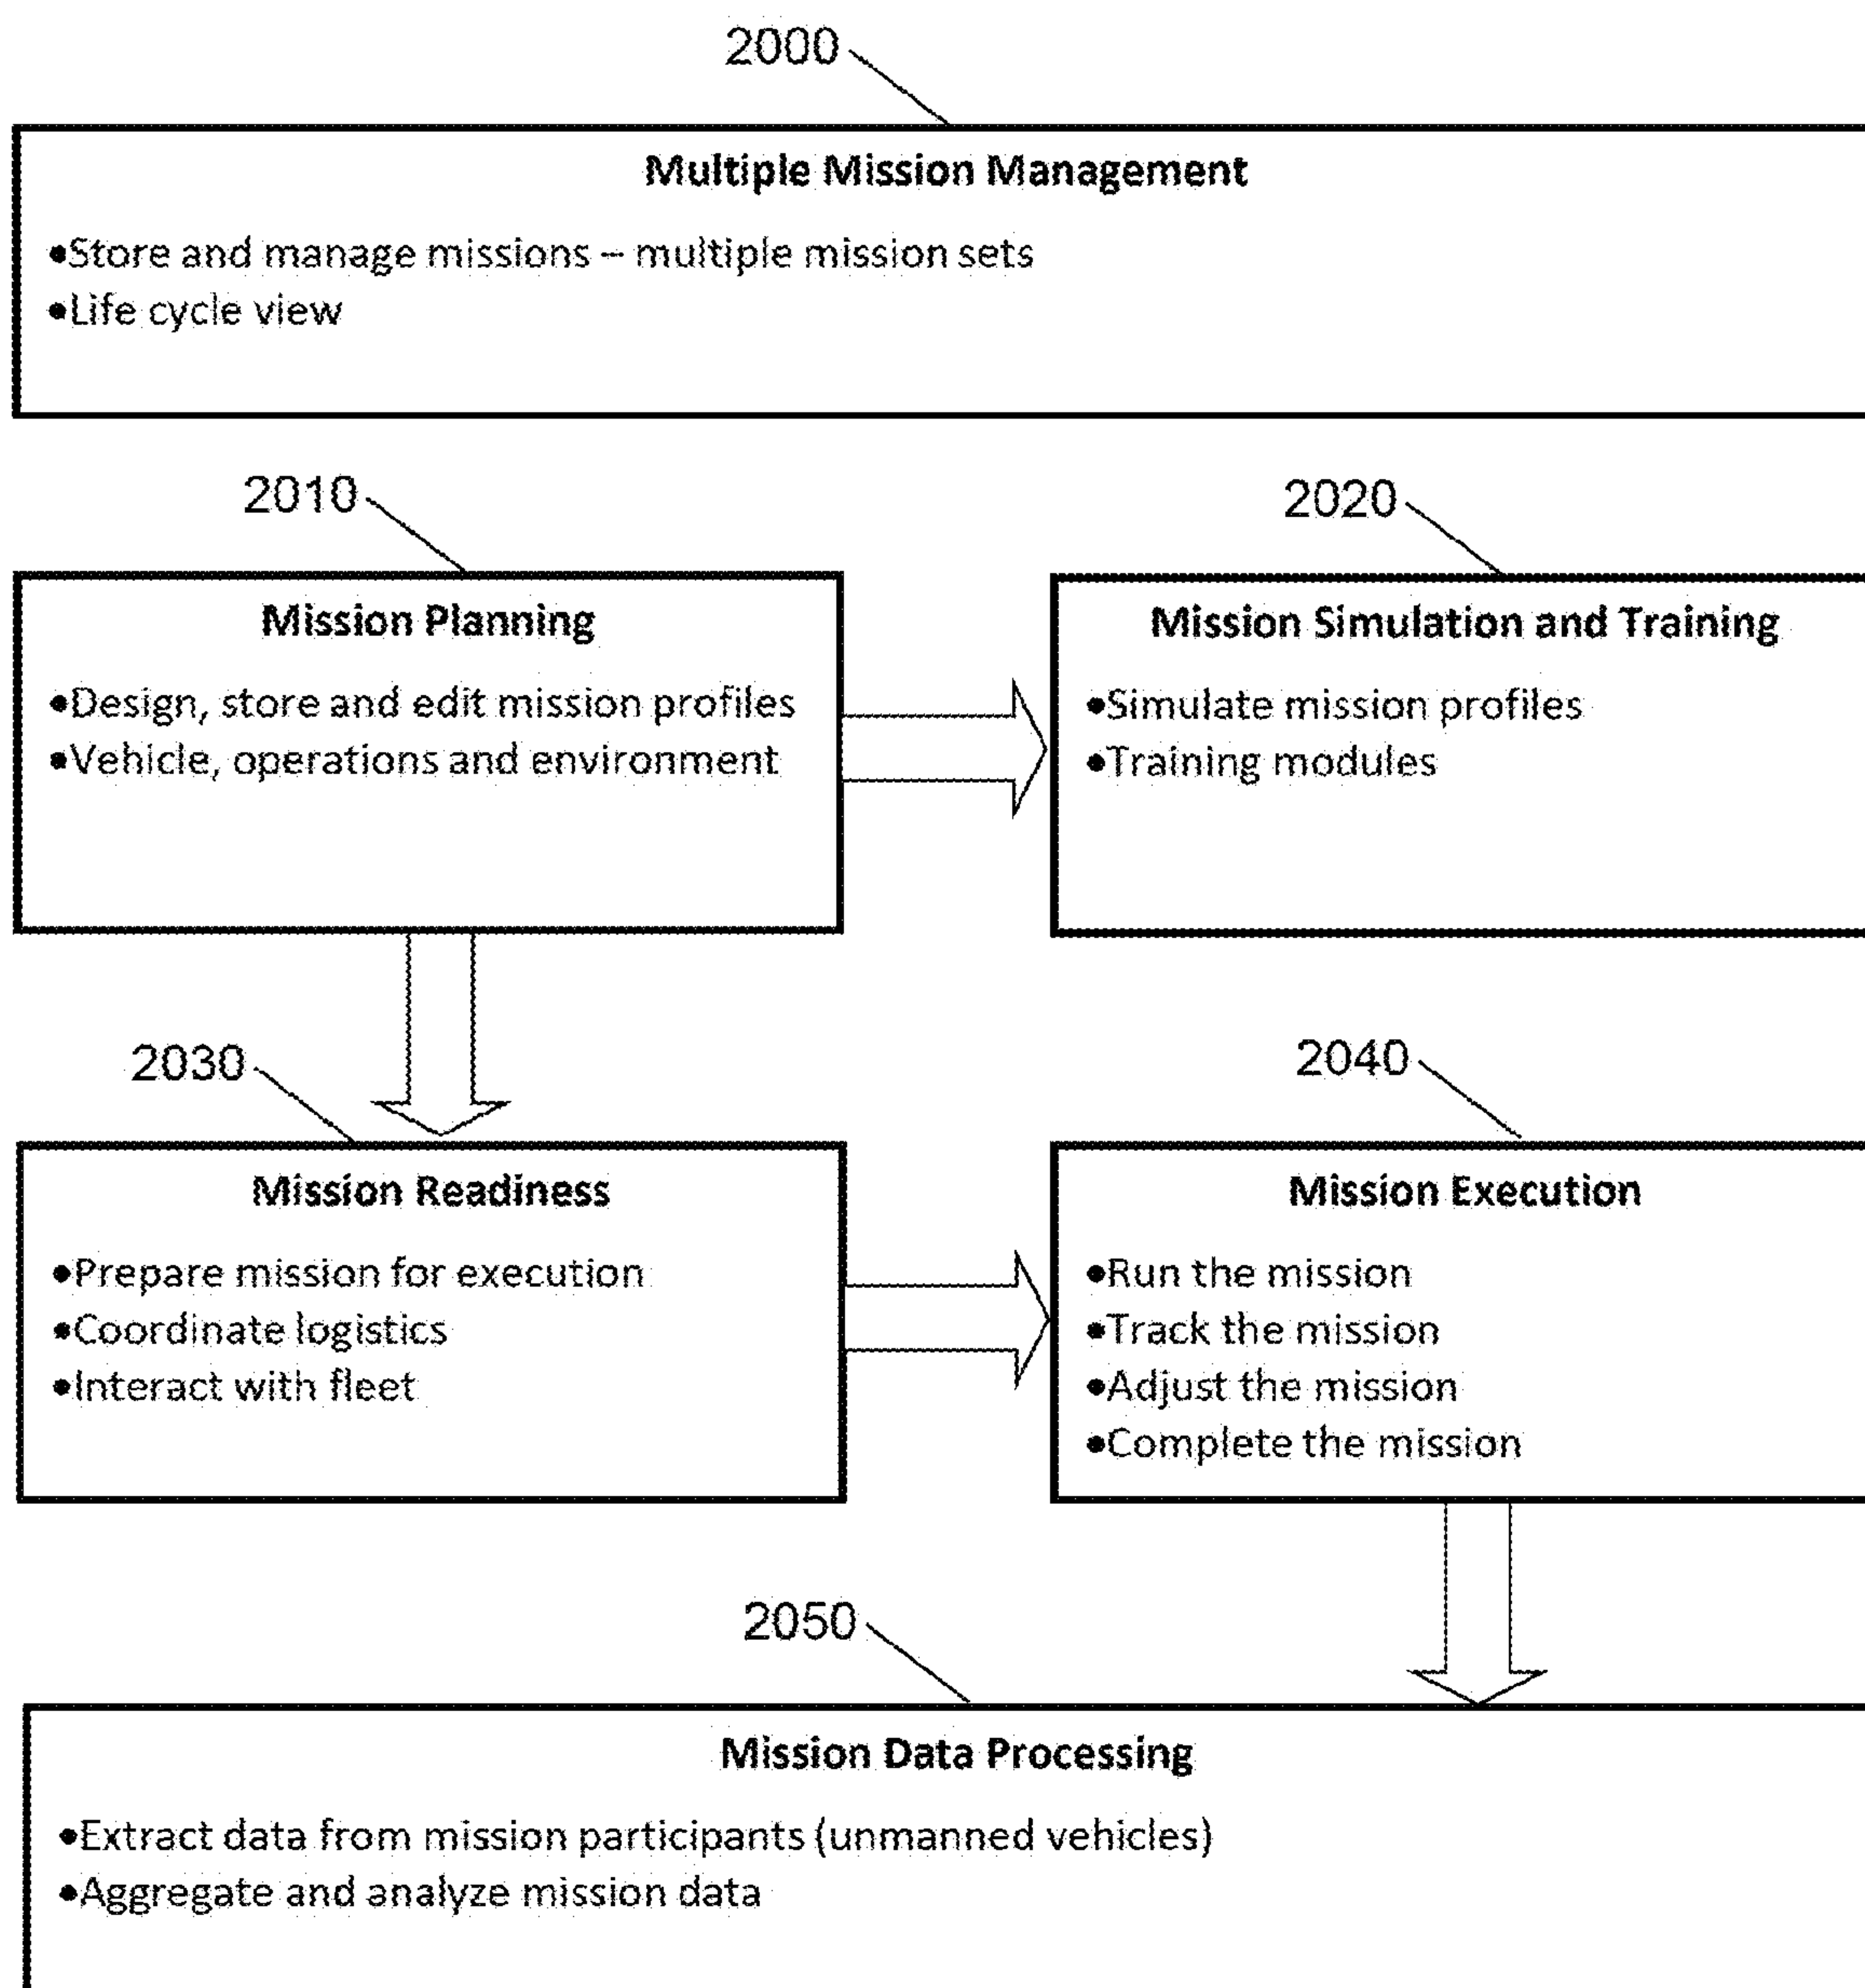 2000
Multiple Mission Management
•Store and manage missions – multiple mission sets
•Life cycle view
2010
Mission Planning
•Design, store and edit mission profiles
•Vehicle, operations and environment
2020
Mission Simulation and Training
•Simulate mission profiles
•Training modules
2030
Mission Readiness
•Prepare mission for execution
•Coordinate logistics
•Interact with fleet
2040
Mission Execution
•Run the mission
•Track the mission
•Adjust the mission
•Complete the mission
2050
Mission Data Processing
•Extract data from mission participants (unmanned vehicles)
•Aggregate and analyze mission data